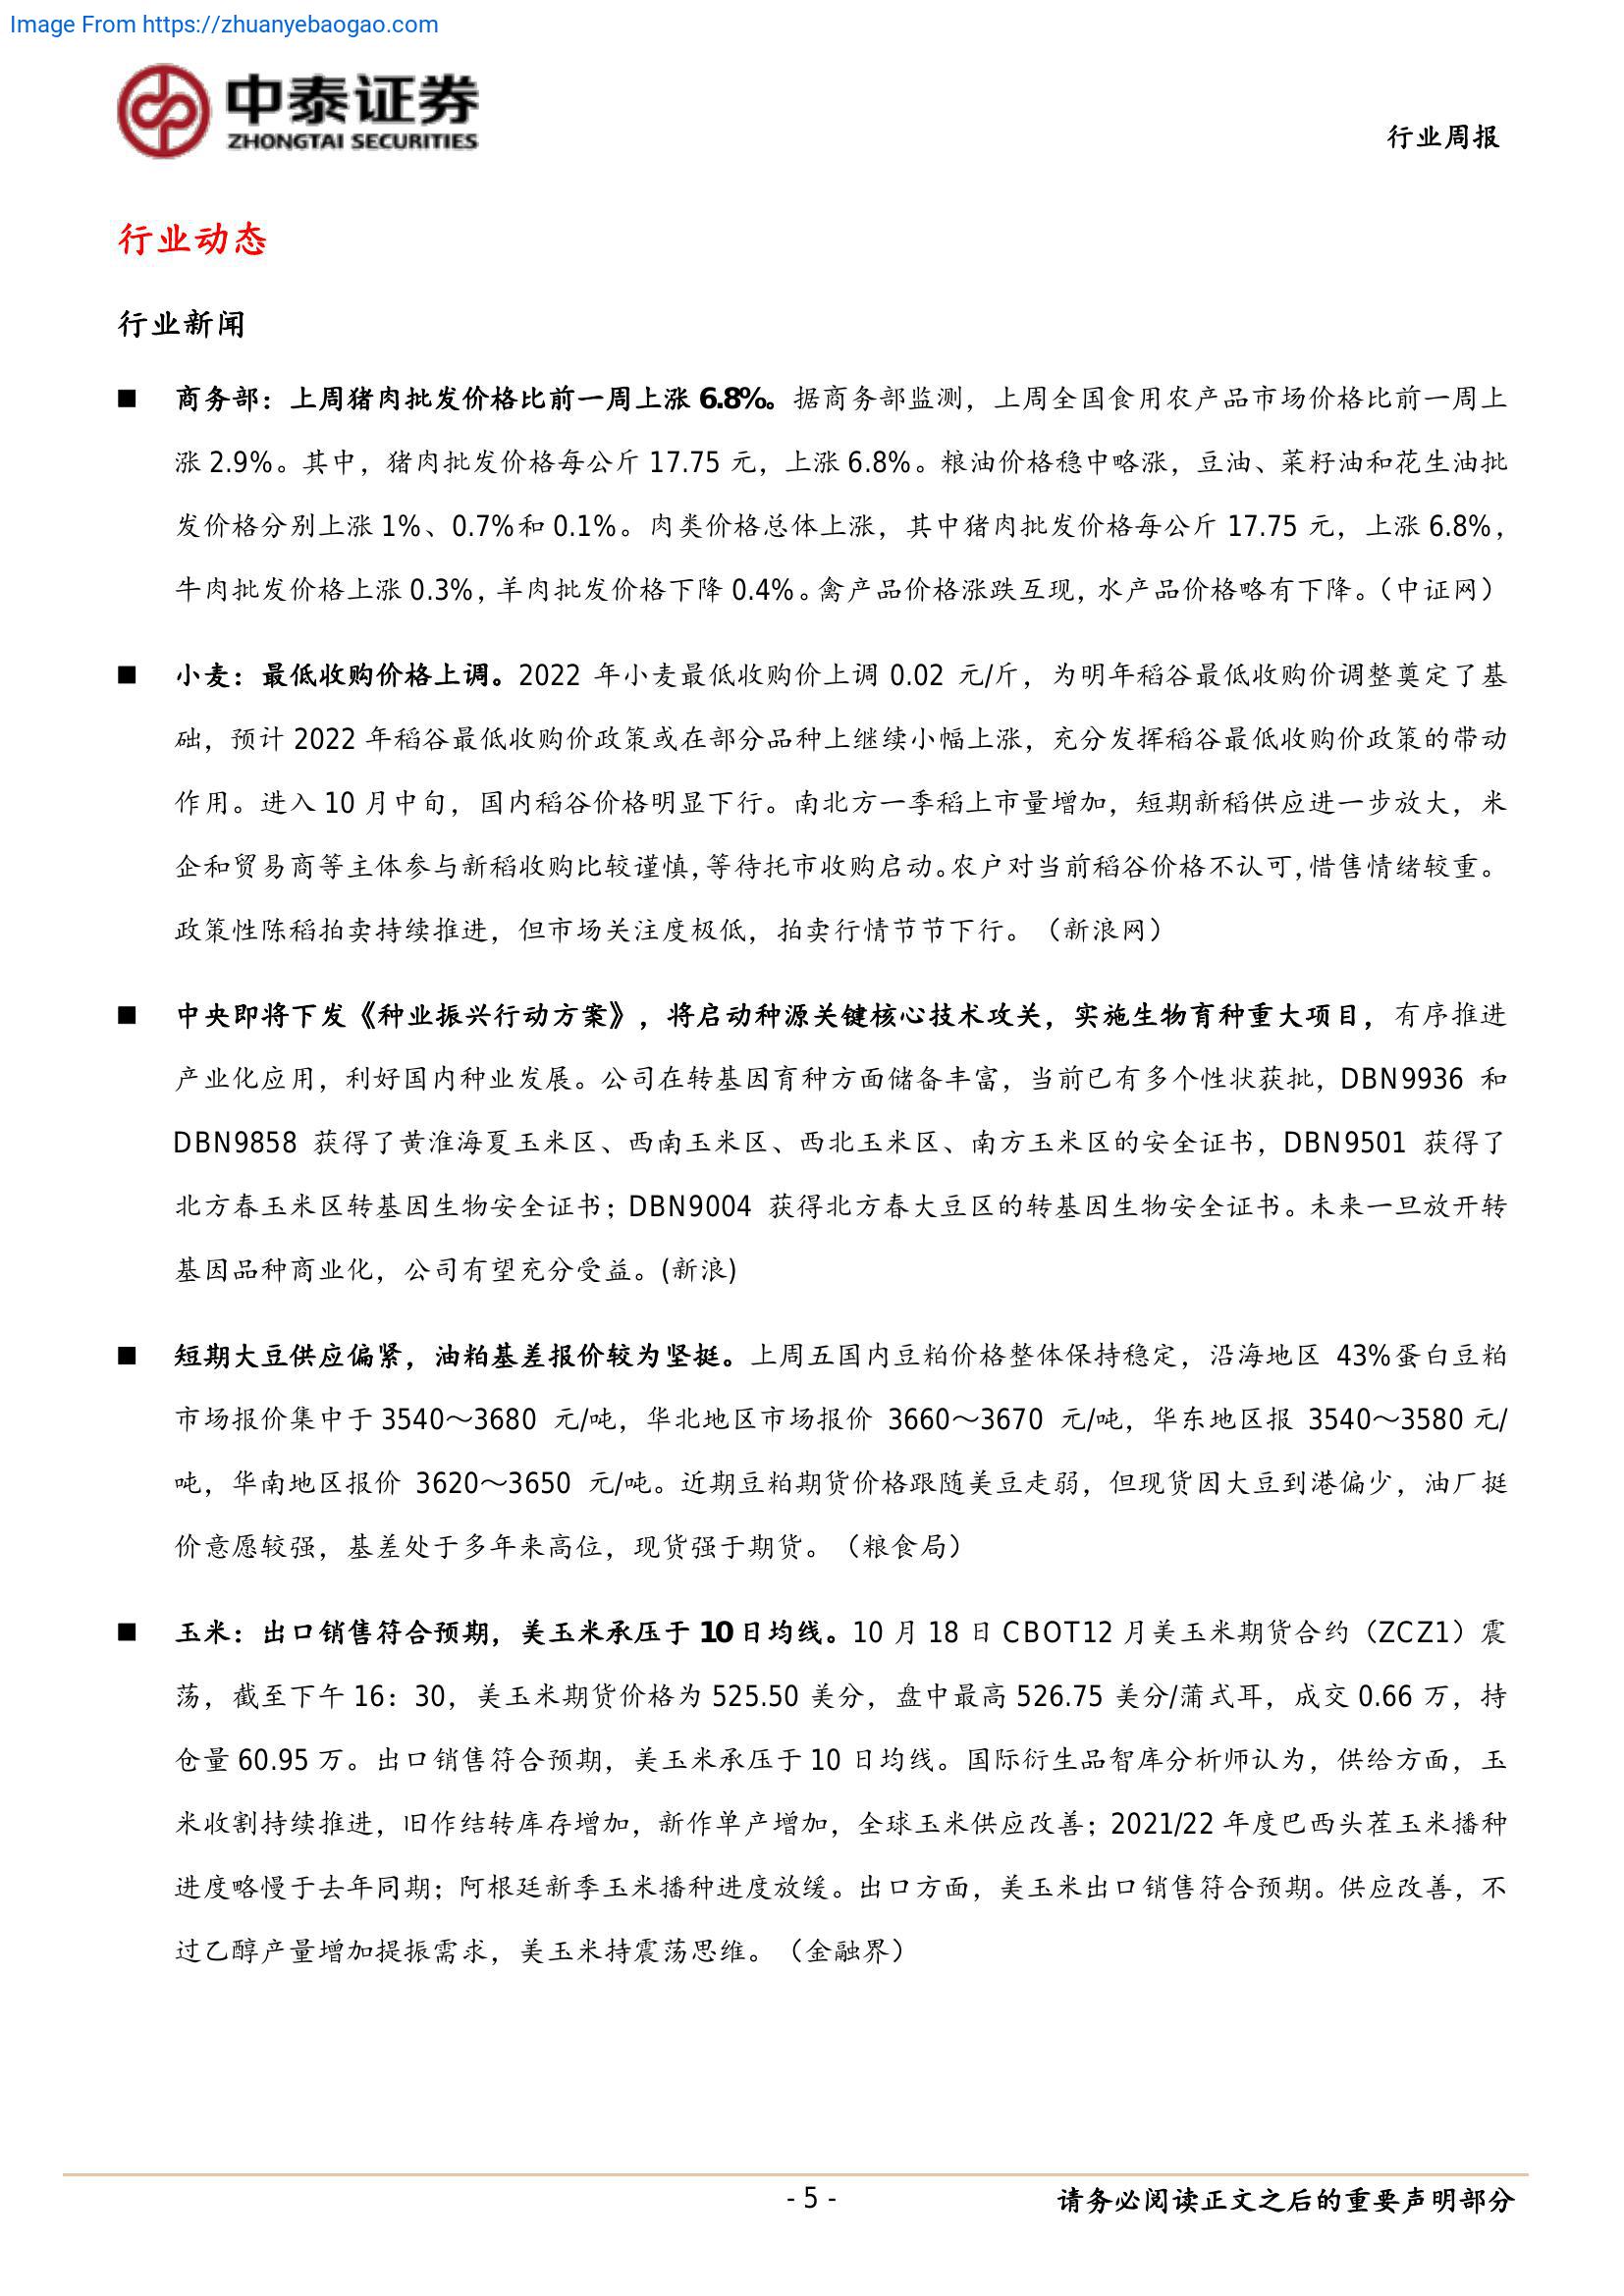 Image From https://zhuanyebaogao.com
中泰证券
ZHONGTAI SECURITIES
行业周报
行业动态
行业新闻
■ 商务部：上周猪肉批发价格比前一周上涨 6.8%。据商务部监测，上周全国食用农产品市场价格比前一周上
涨 2.9%。其中，猪肉批发价格每公斤 17.75 元，上涨 6.8%。粮油价格稳中略涨，豆油、菜籽油和花生油批
发价格分别上涨 1%、0.7%和 0.1%。肉类价格总体上涨，其中猪肉批发价格每公斤 17.75 元，上涨 6.8%，
牛肉批发价格上涨 0.3%，羊肉批发价格下降 0.4%。禽产品价格涨跌互现，水产品价格略有下降。（中证网）
■ 小麦：最低收购价格上调。2022 年小麦最低收购价上调 0.02 元/斤，为明年稻谷最低收购价调整奠定了基
础，预计 2022 年稻谷最低收购价政策或在部分品种上继续小幅上涨，充分发挥稻谷最低收购价政策的带动
作用。进入 10 月中旬，国内稻谷价格明显下行。南北方一季稻上市量增加，短期新稻供应进一步放大，米
企和贸易商等主体参与新稻收购比较谨慎，等待托市收购启动。农户对当前稻谷价格不认可，惜售情绪较重。
政策性陈稻拍卖持续推进，但市场关注度极低，拍卖行情节节下行。（新浪网）
■ 中央即将下发《种业振兴行动方案》，将启动种源关键核心技术攻关，实施生物育种重大项目，有序推进
产业化应用，利好国内种业发展。公司在转基因育种方面储备丰富，当前已有多个性状获批，DBN9936 和
DBN9858 获得了黄淮海夏玉米区、西南玉米区、西北玉米区、南方玉米区的安全证书，DBN9501 获得了
北方春玉米区转基因生物安全证书；DBN9004 获得北方春大豆区的转基因生物安全证书。未来一旦放开转
基因品种商业化，公司有望充分受益。(新浪)
■ 短期大豆供应偏紧，油粕基差报价较为坚挺。上周五国内豆粕价格整体保持稳定，沿海地区 43%蛋白豆粕
市场报价集中于 3540～3680 元/吨，华北地区市场报价 3660～3670 元/吨，华东地区报 3540～3580 元/
吨，华南地区报价 3620～3650 元/吨。近期豆粕期货价格跟随美豆走弱，但现货因大豆到港偏少，油厂挺
价意愿较强，基差处于多年来高位，现货强于期货。（粮食局）
■ 玉米：出口销售符合预期，美玉米承压于 10 日均线。10 月 18 日 CBOT12 月美玉米期货合约（ZCZ1）震
荡，截至下午 16：30，美玉米期货价格为 525.50 美分，盘中最高 526.75 美分/蒲式耳，成交 0.66 万，持
仓量 60.95 万。出口销售符合预期，美玉米承压于 10 日均线。国际衍生品智库分析师认为，供给方面，玉
米收割持续推进，旧作结转库存增加，新作单产增加，全球玉米供应改善；2021/22 年度巴西头茬玉米播种
进度略慢于去年同期；阿根廷新季玉米播种进度放缓。出口方面，美玉米出口销售符合预期。供应改善，不
过乙醇产量增加提振需求，美玉米持震荡思维。（金融界）
- 5 -
请务必阅读正文之后的重要声明部分